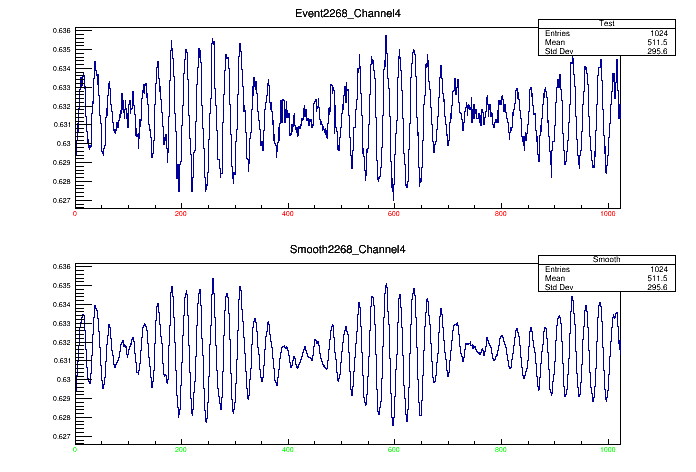 Event2268_Channel4
Test
Entries 1024
Mean 511.5
Std Dev 295.6
0.636
0.635
0.634
0.633
0.632
0.631
0.63
0.629
0.628
0.627
0 200 400 600 800 1000
Smooth2268_Channel4
Smooth
Entries 1024
Mean 511.5
Std Dev 295.6
0.636
0.635
0.634
0.633
0.632
0.631
0.63
0.629
0.628
0.627
0 200 400 600 800 1000